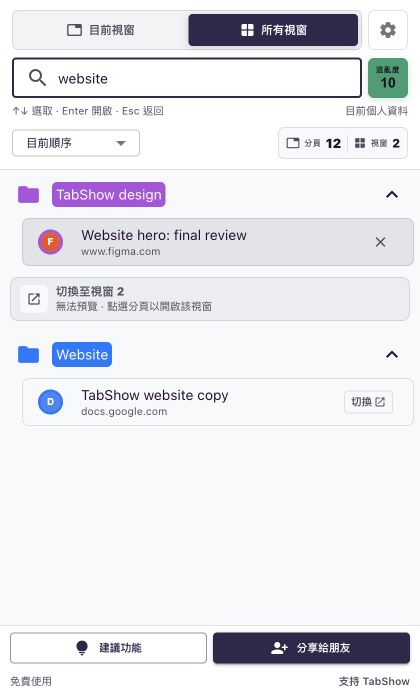 目前視窗
所有視窗
website
混亂度
10
↑↓ 選取 · Enter 開啟 · Esc 返回
目前個人資料
目前順序
分頁 12
視窗 2
TabShow design
F
Website hero: final review
www.figma.com
切換至視窗 2
無法預覽 · 點選分頁以開啟該視窗
Website
D
TabShow website copy
docs.google.com
切換
建議功能
分享給朋友
免費使用
支持 TabShow